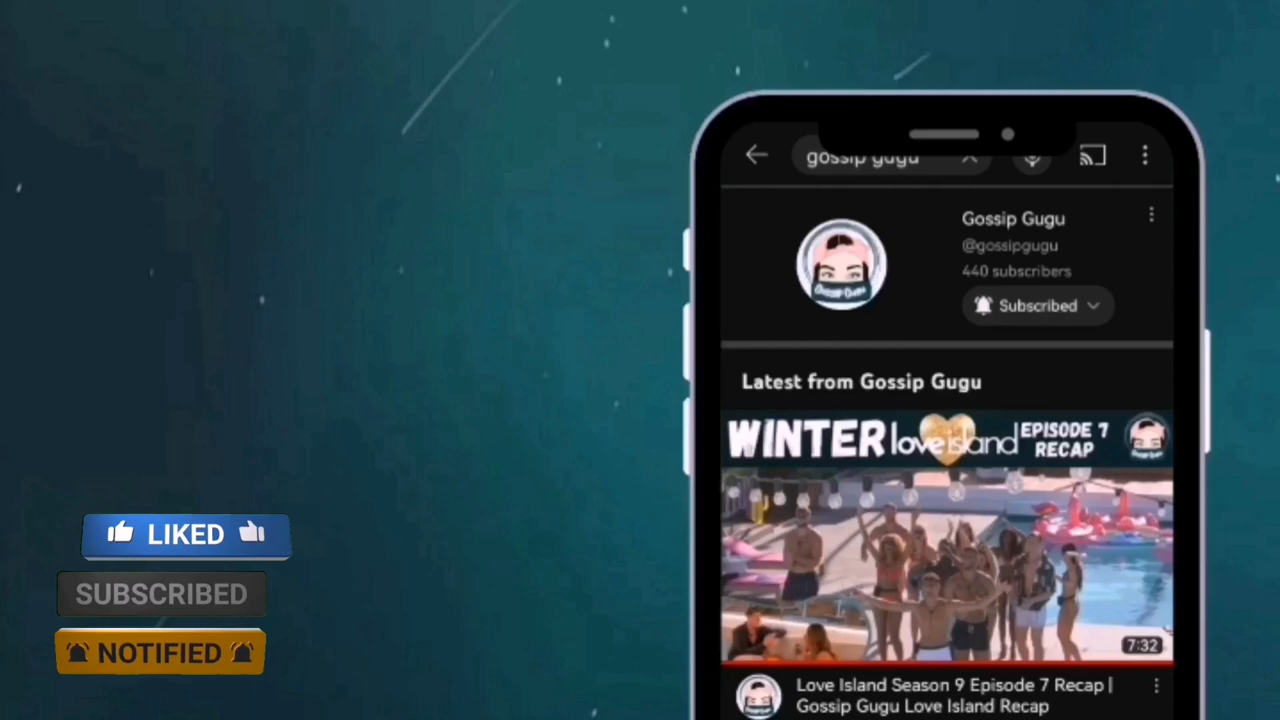 gossip gugu
Gossip Gugu
@gossipgugu
440 subscribers
Subscribed
Latest from Gossip Gugu
WINTER love island EPISODE 7
RECAP
7:32
Love Island Season 9 Episode 7 Recap |
Gossip Gugu Love Island Recap
LIKED
SUBSCRIBED
NOTIFIED